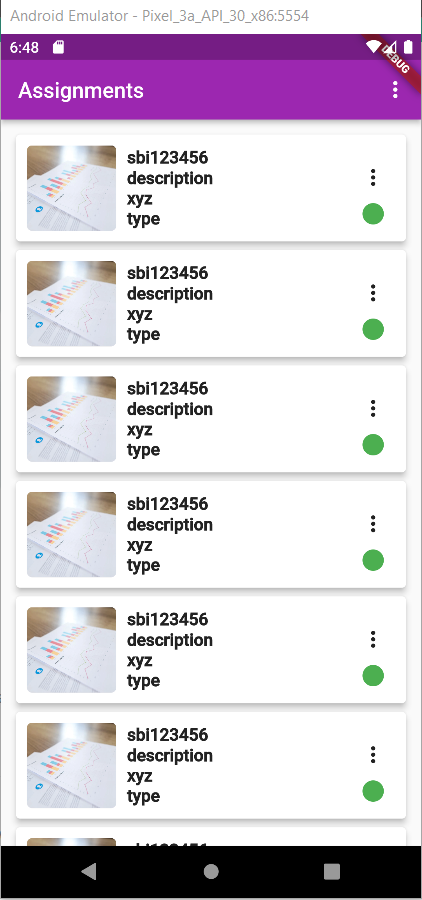 Android Emulator - Pixel_3a_API_30_x86:5554
6:48
DEBUG
Assignments
sbi123456
description
xyz
type
sbi123456
description
xyz
type
sbi123456
description
xyz
type
sbi123456
description
xyz
type
sbi123456
description
xyz
type
sbi123456
description
xyz
type